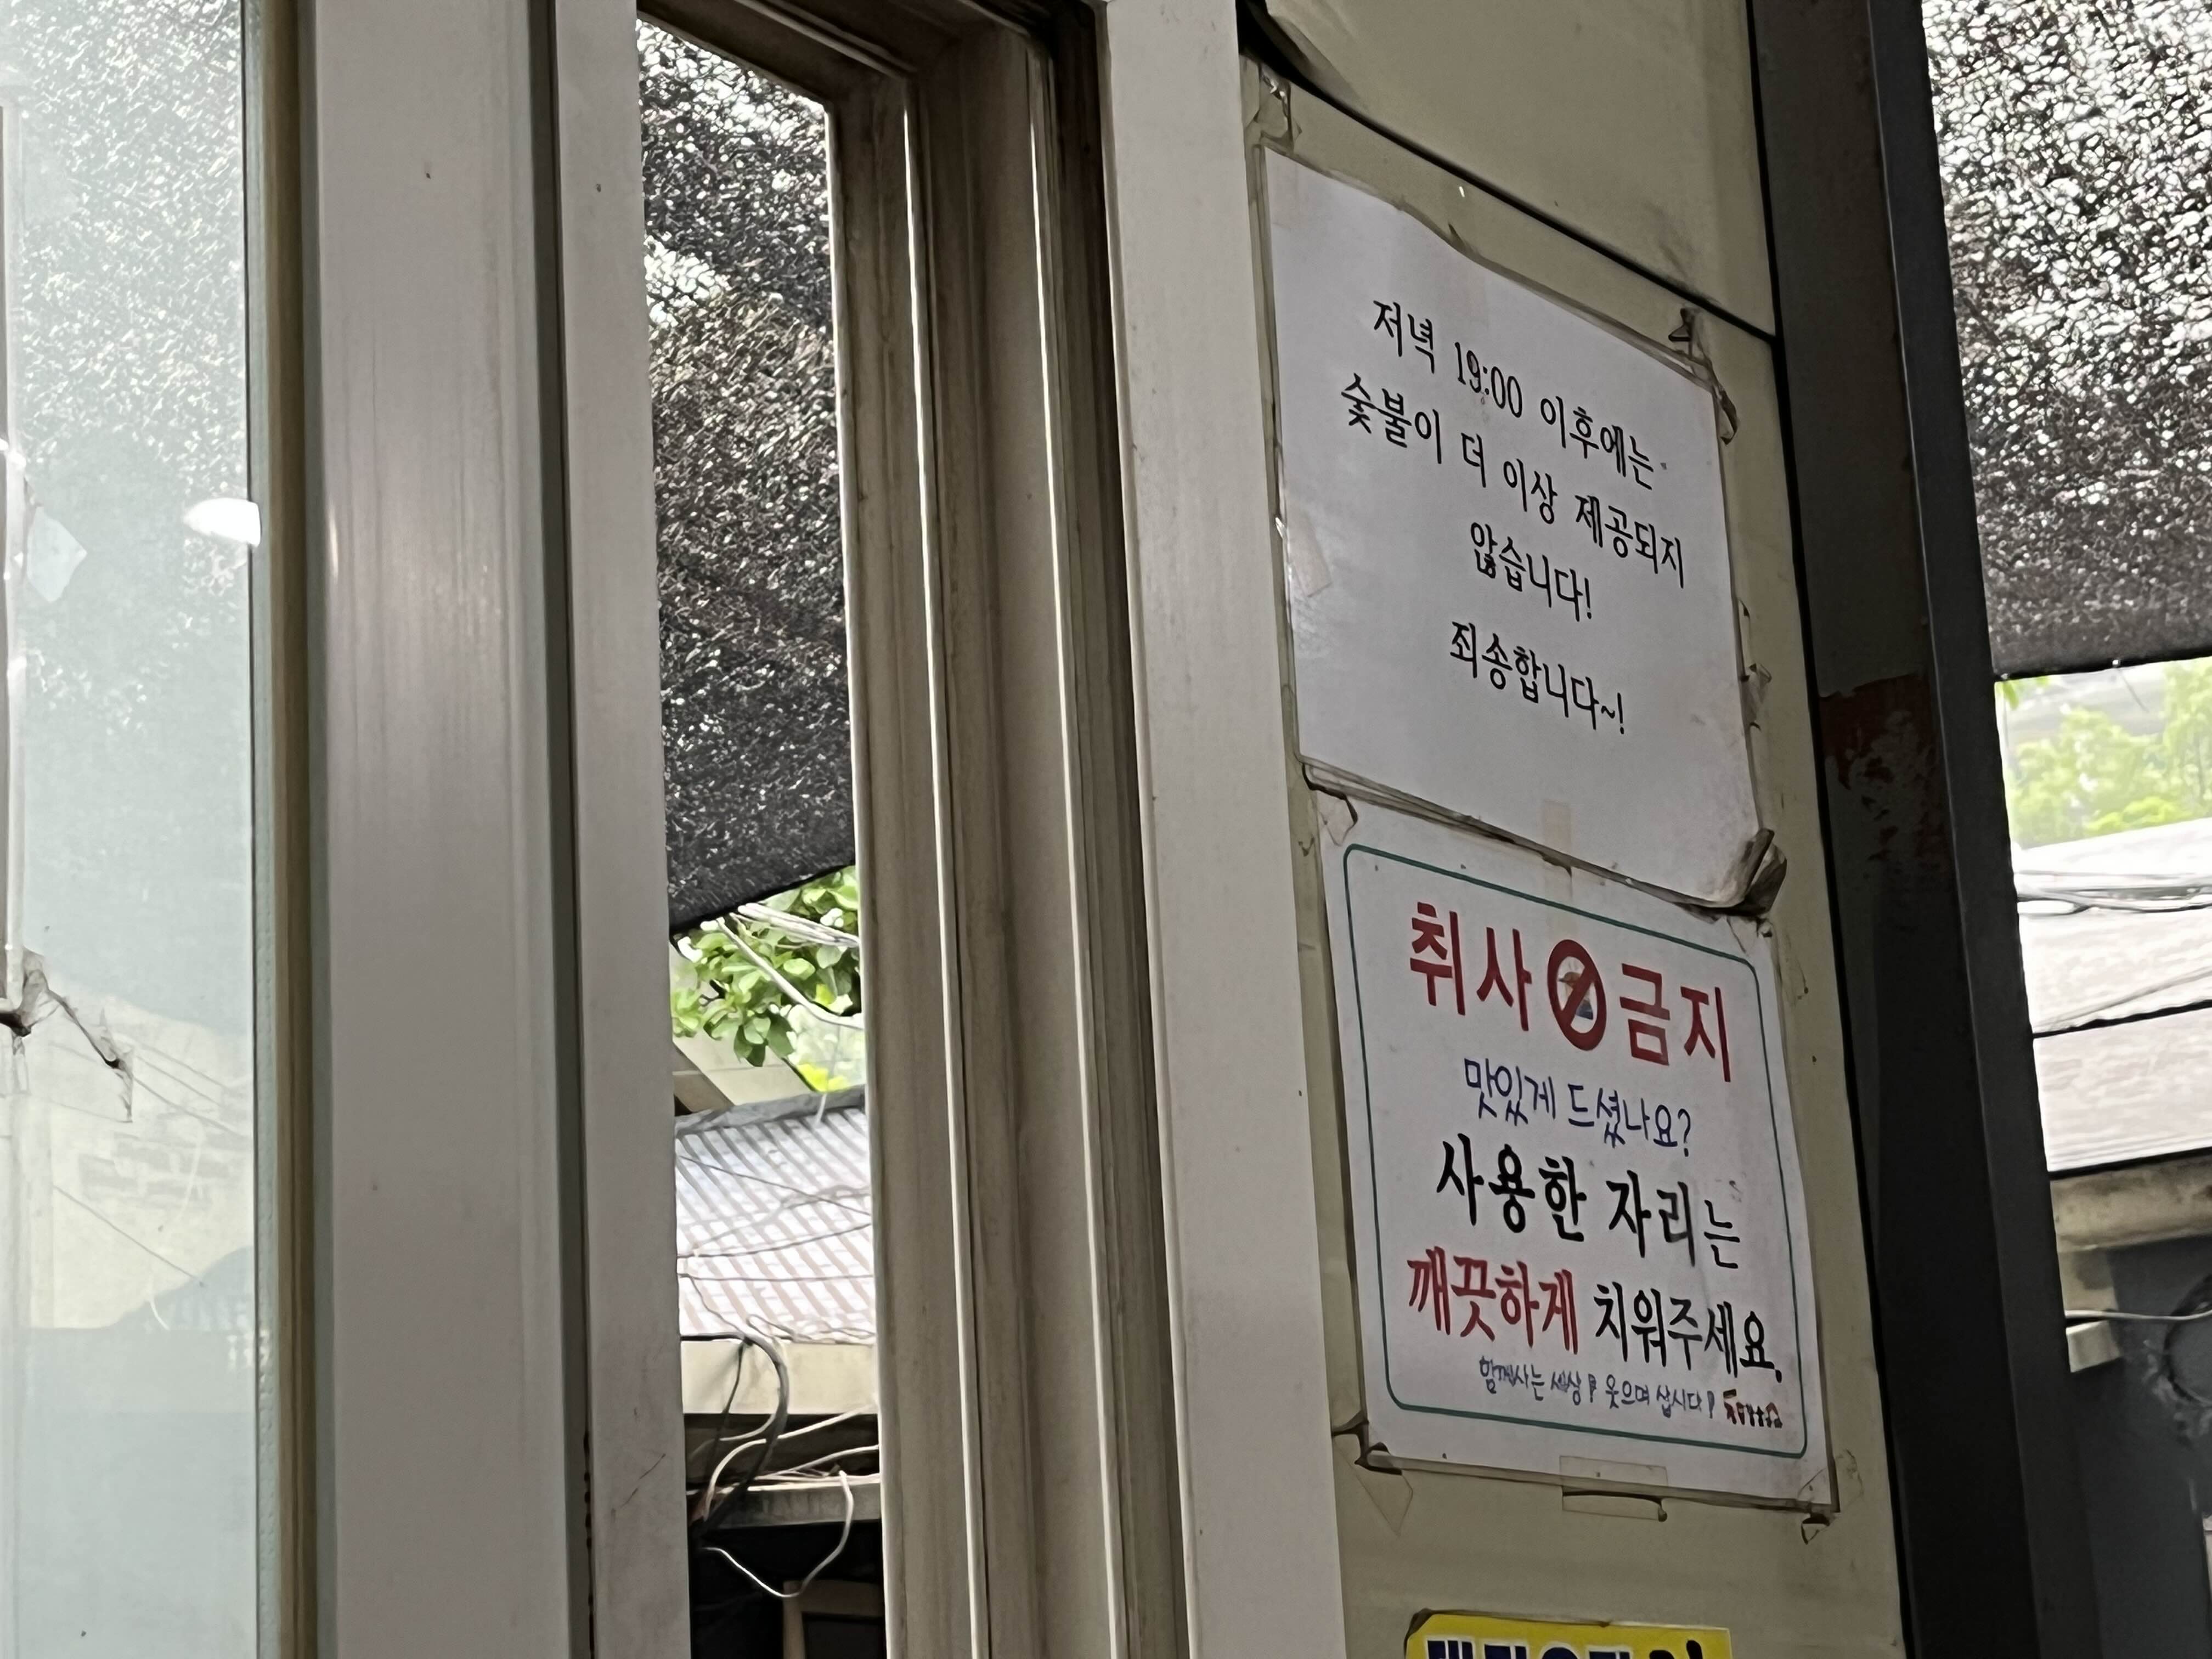 저녁 19:00 이후에는
숯불이 더 이상 제공되지
않습니다!
죄송합니다~!
취사 금지
맛있게 드셨나요?
사용한 자리는
깨끗하게 치워주세요.
함께사는 세상! 웃으며 삽시다!